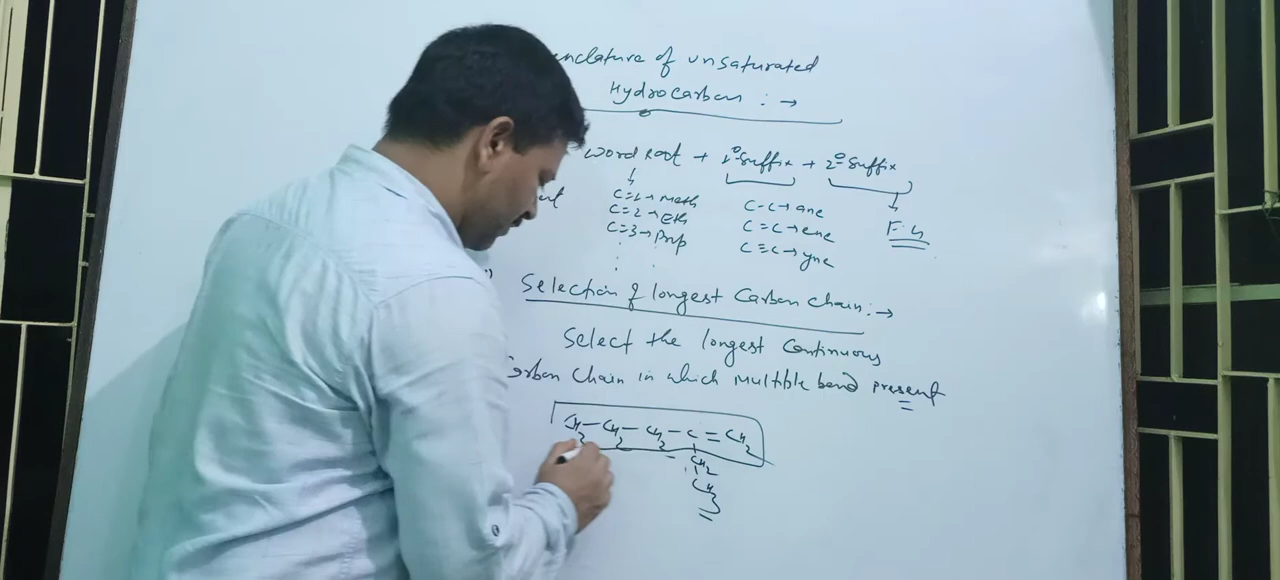 enclature of unsaturated
Hydrocarbon : →
Word Root + 1° Suffix + 2° Suffix
C=1→Meth
C=2→Eth
C=3→Prop
C-C→ane
C=C→ene
C≡C→yne
F.G
Selection of longest Carbon chain:→
Select the longest Continuous
Carbon Chain in which Multible bond present
CH3-CH2-CH2-C=CH2
CH2
CH3